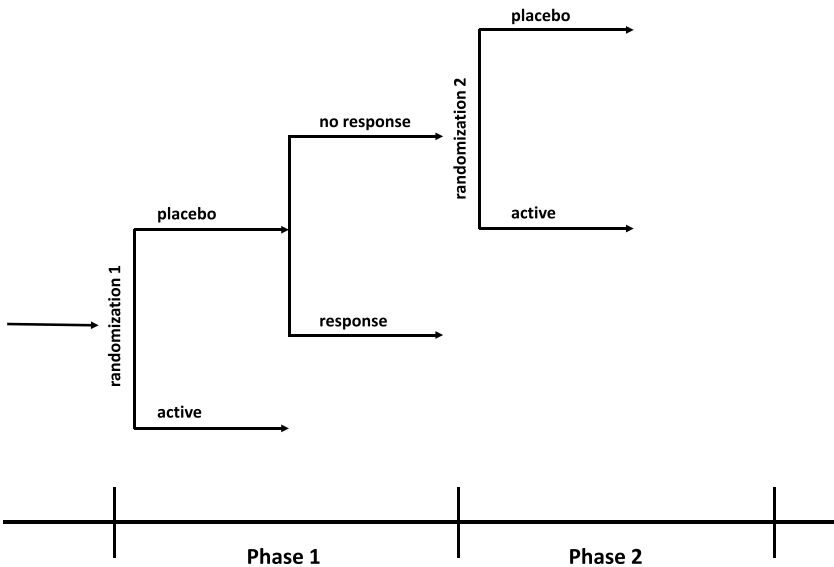 placebo
no response
randomization 2
placebo
active
randomization 1
response
active
Phase 1
Phase 2